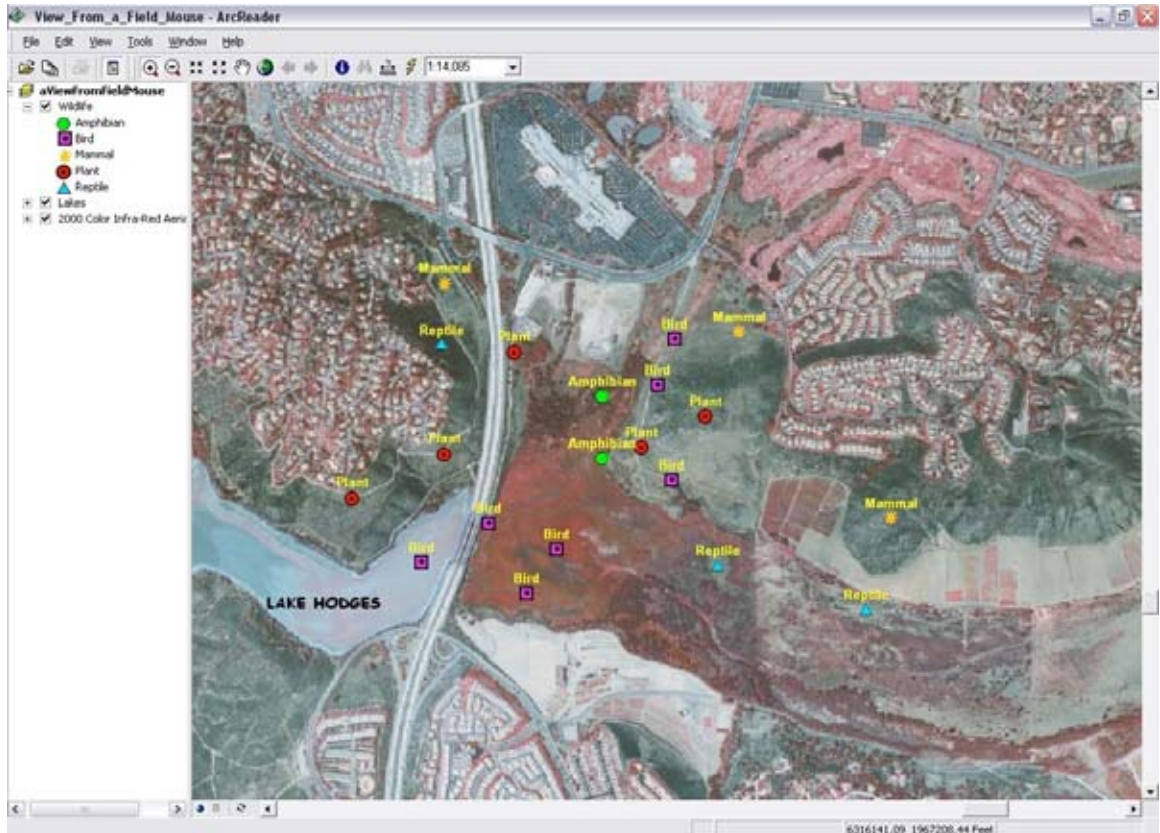 View_From_a_Field_Mouse - ArcReader
File Edit View Tools Window Help
1:14,085
aViewfromFieldMouse
Wildlife
Amphibian
Bird
Mammal
Plant
Reptile
Lakes
2000 Color Infra-Red Aeri
Mammal
Reptile
Plant
Bird
Mammal
Bird
Amphibian
Plant
Plant
Amphibian
Plant
Bird
Plant
Mammal
Bird
Bird
Bird
Reptile
Bird
Reptile
LAKE HODGES
6316141.09 1967208.44 Feet